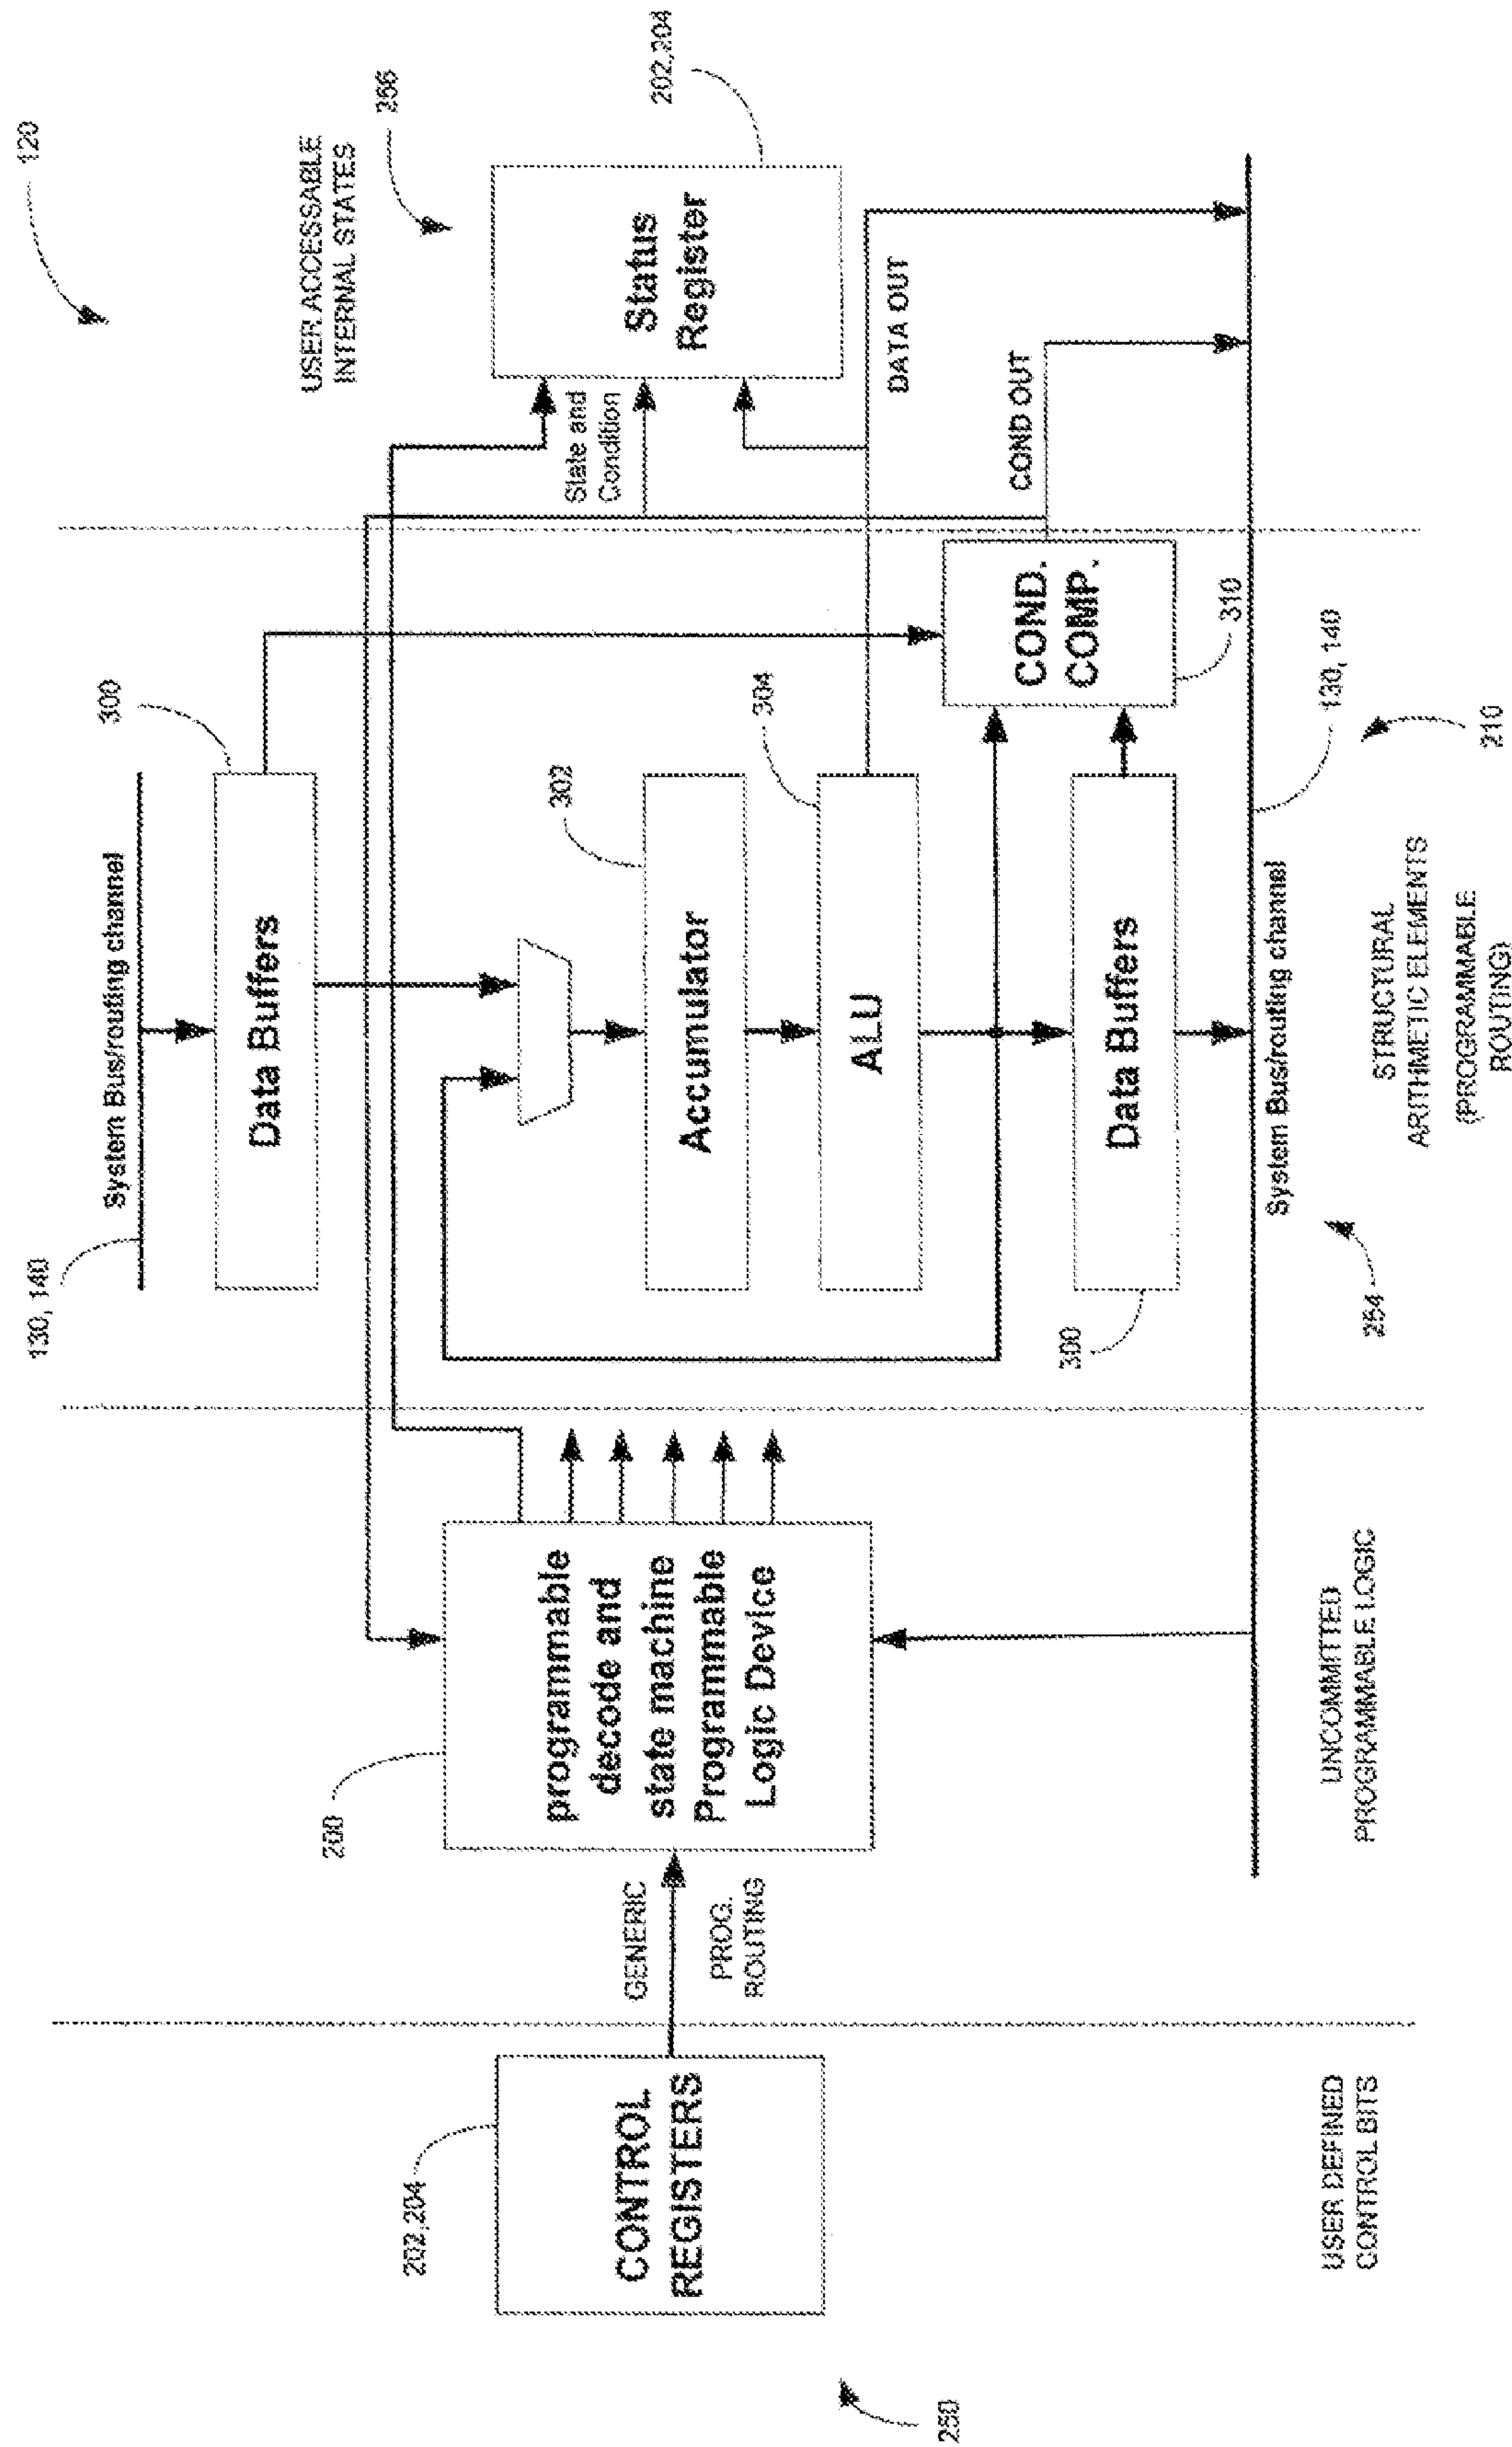 120
130, 140
System Bus/routing channel
300
Data Buffers
USER ACCESSABLE
INTERNAL STATES
256
202,204
Status
Register
State and
Condition
302
Accumulator
304
ALU
DATA OUT
COND OUT
COND.
COMP.
310
300
Data Buffers
130, 140
System Bus/routing channel
210
254
STRUCTURAL
ARITHMETIC ELEMENTS
(PROGRAMMABLE
ROUTING)
200
programmable
decode and
state machine
Programmable
Logic Device
GENERIC
PROG.
ROUTING
UNCOMMITTED
PROGRAMMABLE LOGIC
202,204
CONTROL
REGISTERS
USER DEFINED
CONTROL BITS
250